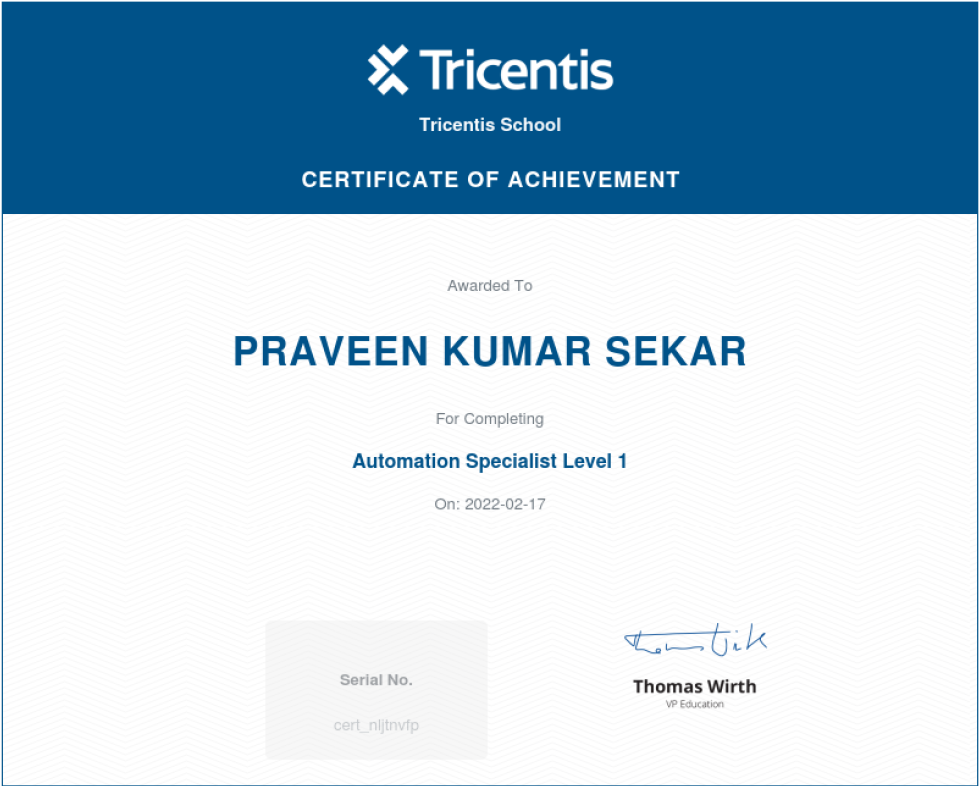 Tricentis
Tricentis School
CERTIFICATE OF ACHIEVEMENT
Awarded To
PRAVEEN KUMAR SEKAR
For Completing
Automation Specialist Level 1
On: 2022-02-17
Serial No.
cert_nljtnvfp
Thomas Wirth
Thomas Wirth
VP Education